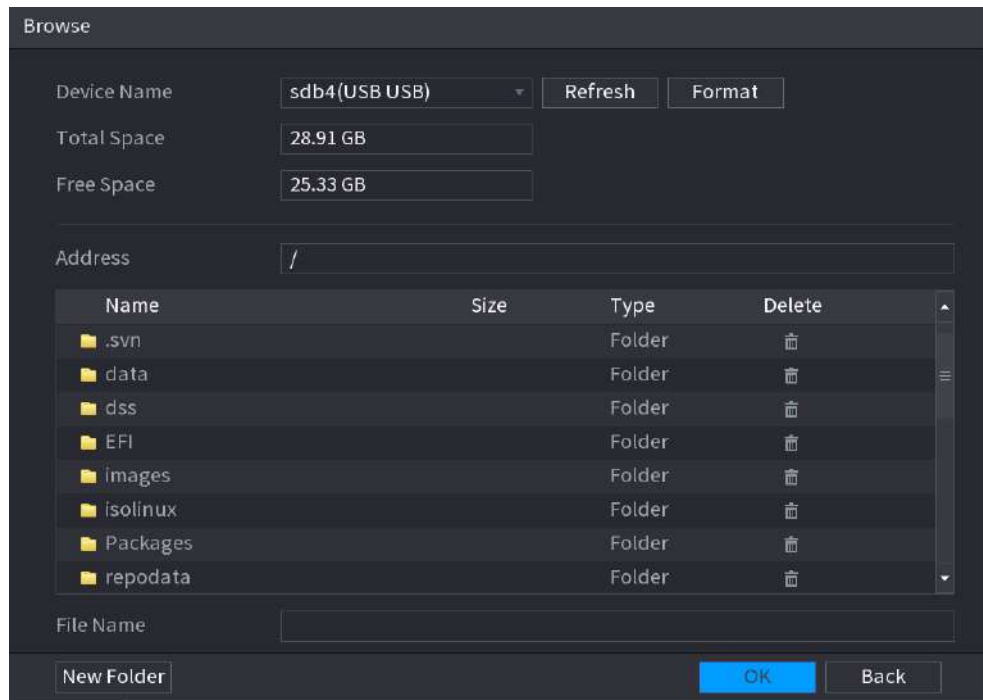 Browse
Device Name sdb4(USB USB) Refresh Format
Total Space 28.91 GB
Free Space 25.33 GB
Address /
Name Size Type Delete
.svn Folder
data Folder
dss Folder
EFI Folder
images Folder
isolinux Folder
Packages Folder
repodata Folder
File Name
New Folder OK Back